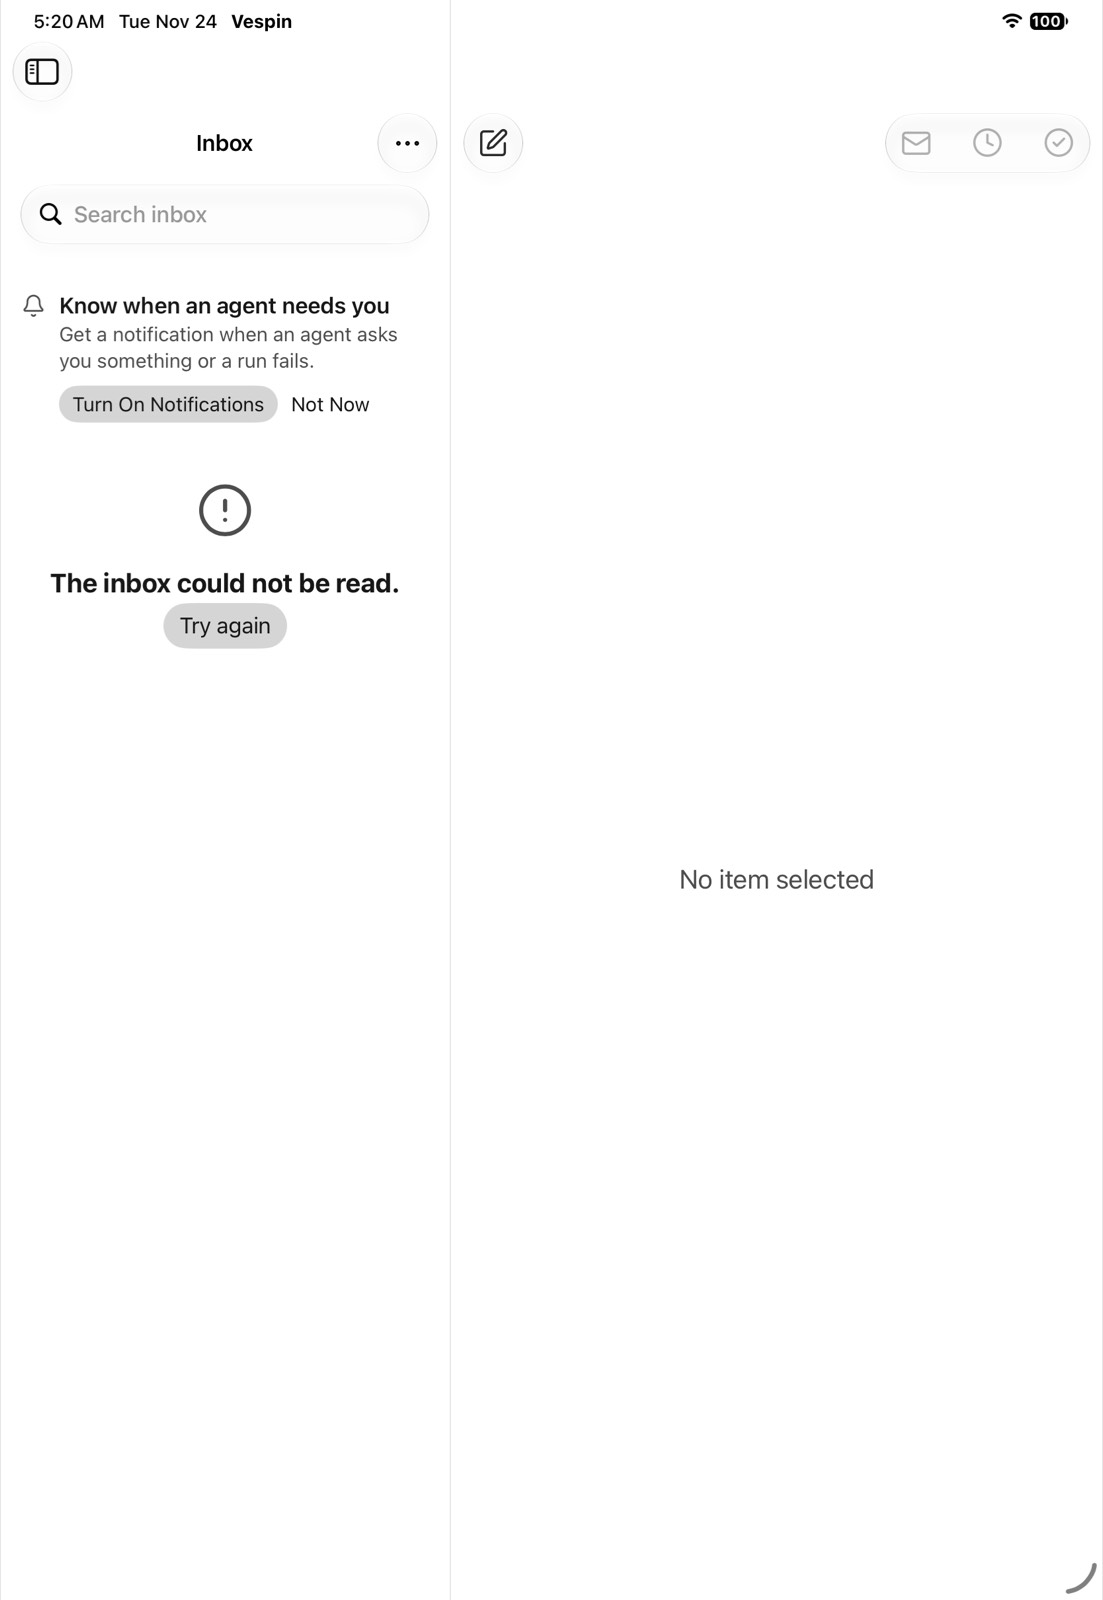 5:20 AM Tue Nov 24 Vespin
100
Inbox
Search inbox
Know when an agent needs you
Get a notification when an agent asks
you something or a run fails.
Turn On Notifications Not Now
The inbox could not be read.
Try again
No item selected